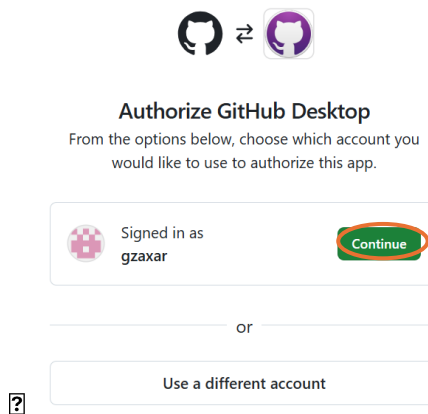 Authorize GitHub Desktop
From the options below, choose which account you
would like to use to authorize this app.
Signed in as
gzaxar
Continue
or
Use a different account
?